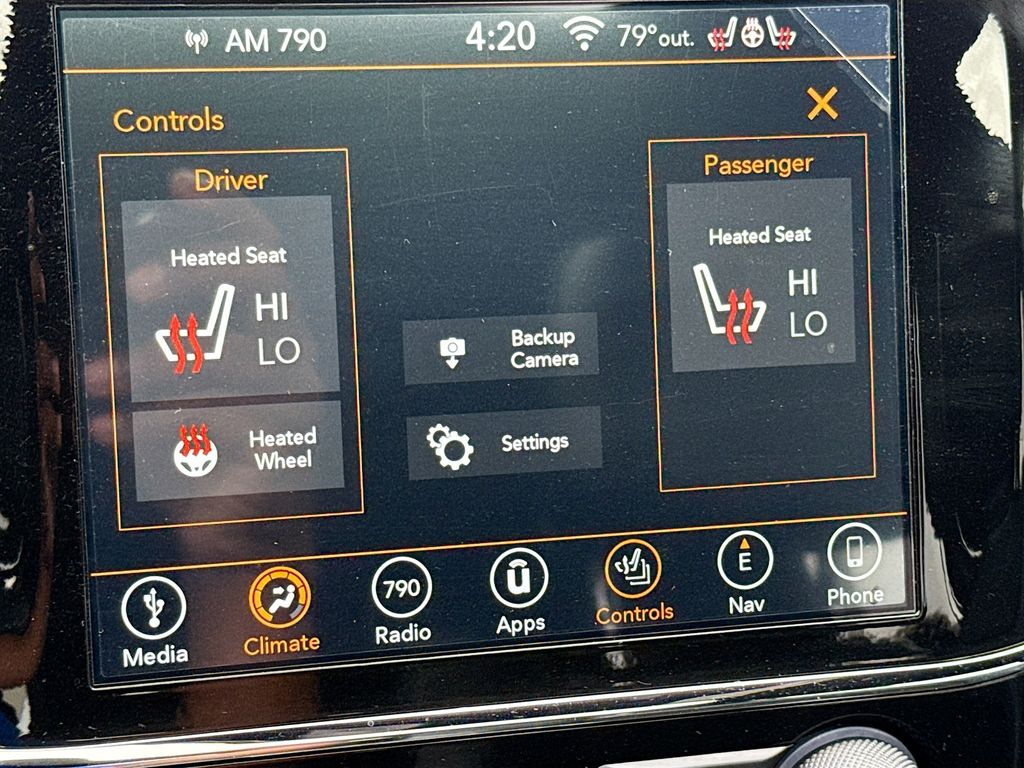 AM 790
4:20
79° out.
Controls
Driver
Heated Seat
HI
LO
Heated
Wheel
Backup
Camera
Settings
Passenger
Heated Seat
HI
LO
Media
Climate
790
Radio
Apps
Controls
E
Nav
Phone